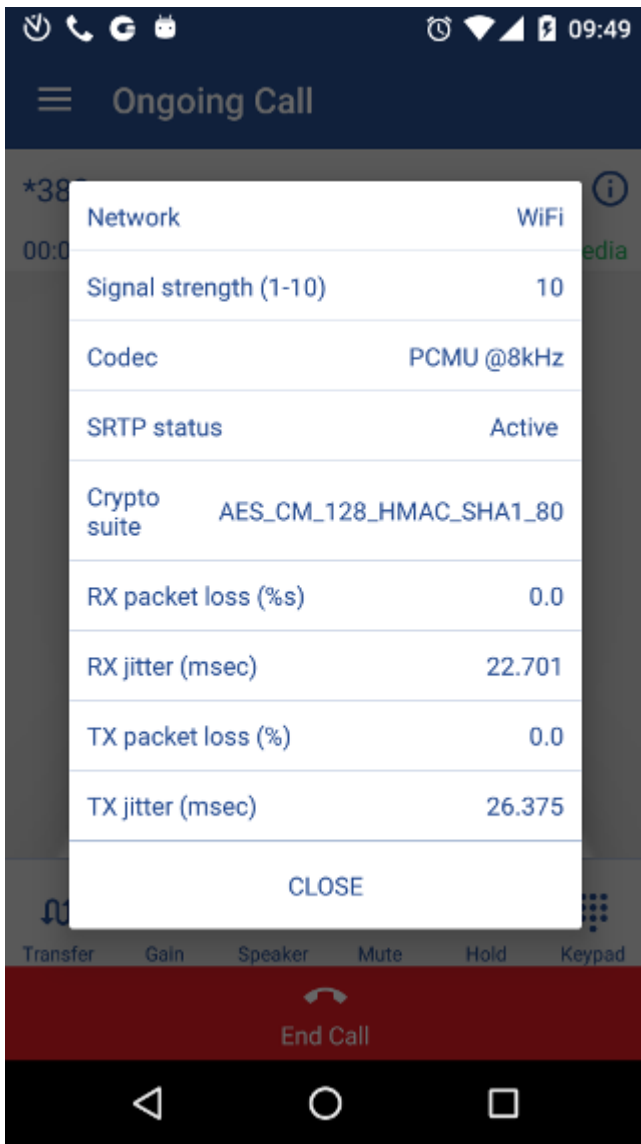 09:49
Ongoing Call
*38
00:0
edia
Network WiFi
Signal strength (1-10) 10
Codec PCMU @8kHz
SRTP status Active
Crypto
suite AES_CM_128_HMAC_SHA1_80
RX packet loss (%s) 0.0
RX jitter (msec) 22.701
TX packet loss (%) 0.0
TX jitter (msec) 26.375
CLOSE
Transfer Gain Speaker Mute Hold Keypad
End Call